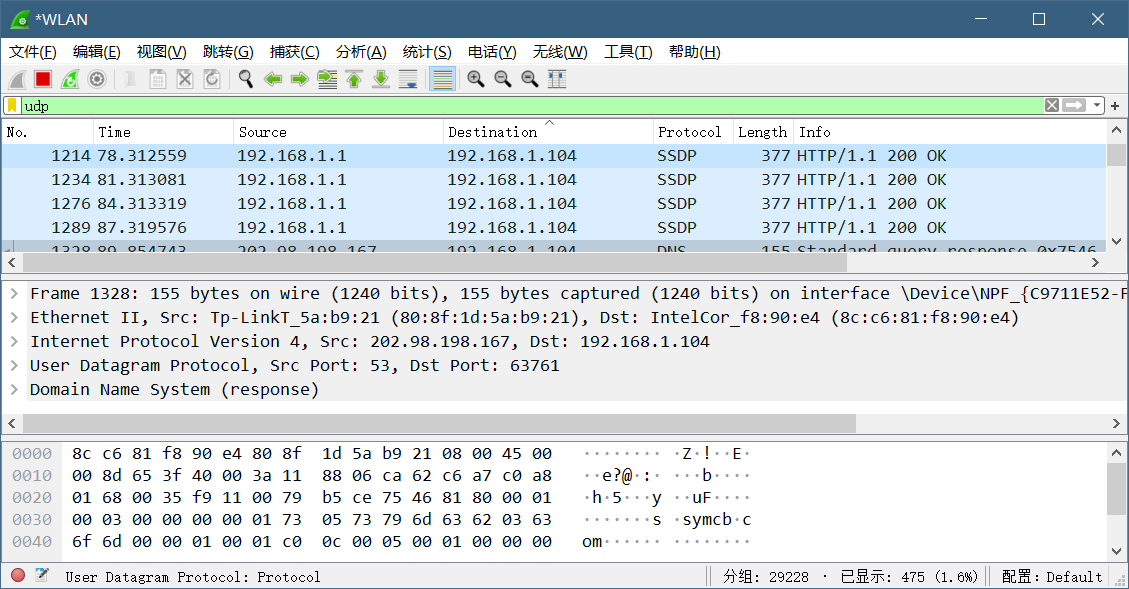 *WLAN
文件(F) 编辑(E) 视图(V) 跳转(G) 捕获(C) 分析(A) 统计(S) 电话(Y) 无线(W) 工具(T) 帮助(H)
udp
No. Time Source Destination Protocol Length Info
1214 78.312559 192.168.1.1 192.168.1.104 SSDP 377 HTTP/1.1 200 OK
1234 81.313081 192.168.1.1 192.168.1.104 SSDP 377 HTTP/1.1 200 OK
1276 84.313319 192.168.1.1 192.168.1.104 SSDP 377 HTTP/1.1 200 OK
1289 87.319576 192.168.1.1 192.168.1.104 SSDP 377 HTTP/1.1 200 OK
1328 89.854743 202.98.198.167 192.168.1.104 DNS 155 Standard query response 0x7546
Frame 1328: 155 bytes on wire (1240 bits), 155 bytes captured (1240 bits) on interface \Device\NPF_{C9711E52-F
Ethernet II, Src: Tp-LinkT_5a:b9:21 (80:8f:1d:5a:b9:21), Dst: IntelCor_f8:90:e4 (8c:c6:81:f8:90:e4)
Internet Protocol Version 4, Src: 202.98.198.167, Dst: 192.168.1.104
User Datagram Protocol, Src Port: 53, Dst Port: 63761
Domain Name System (response)
0000 8c c6 81 f8 90 e4 80 8f 1d 5a b9 21 08 00 45 00 ········ ·Z·!··E·
0010 00 8d 65 3f 40 00 3a 11 88 06 ca 62 c6 a7 c0 a8 ··e?@·:· ···b····
0020 01 68 00 35 f9 11 00 79 b5 ce 75 46 81 80 00 01 ·h·5···y ··uF····
0030 00 03 00 00 00 00 01 73 05 73 79 6d 63 62 03 63 ·······s ·symcb·c
0040 6f 6d 00 00 01 00 01 c0 0c 00 05 00 01 00 00 00 om······ ········
User Datagram Protocol: Protocol 分组: 29228 · 已显示: 475 (1.6%) 配置: Default